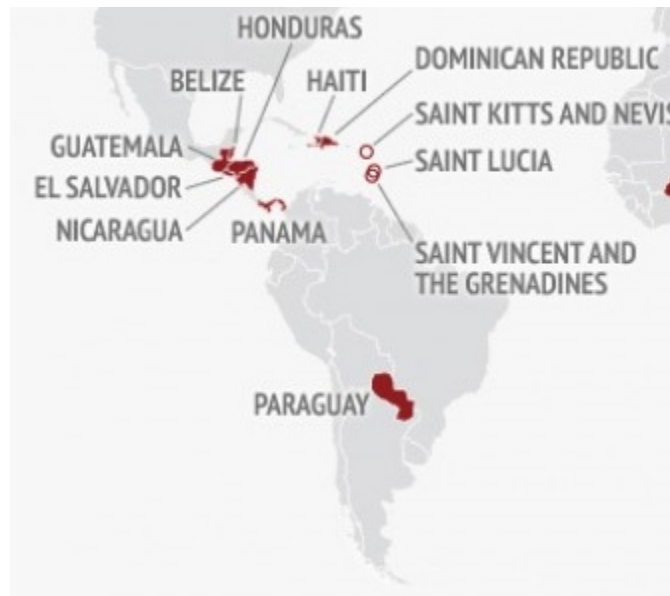 HONDURAS
DOMINICAN REPUBLIC
BELIZE
HAITI
SAINT KITTS AND NEVIS
GUATEMALA
SAINT LUCIA
EL SALVADOR
NICARAGUA
PANAMA
SAINT VINCENT AND
THE GRENADINES
PARAGUAY